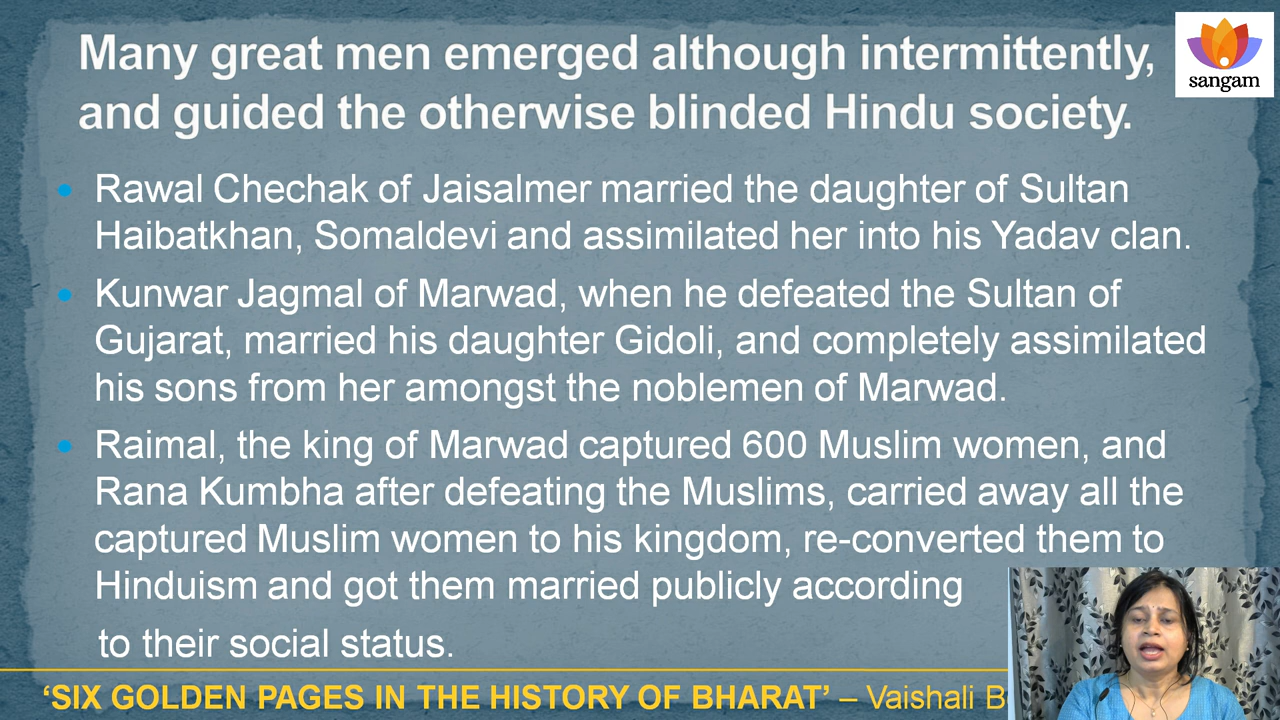 Many great men emerged although intermittently,
and guided the otherwise blinded Hindu society.
sangam
• Rawal Chechak of Jaisalmer married the daughter of Sultan
Haibatkhan, Somaldevi and assimilated her into his Yadav clan.
• Kunwar Jagmal of Marwad, when he defeated the Sultan of
Gujarat, married his daughter Gidoli, and completely assimilated
his sons from her amongst the noblemen of Marwad.
• Raimal, the king of Marwad captured 600 Muslim women, and
Rana Kumbha after defeating the Muslims, carried away all the
captured Muslim women to his kingdom, re-converted them to
Hinduism and got them married publicly according
to their social status.
‘SIX GOLDEN PAGES IN THE HISTORY OF BHARAT’ – Vaishali